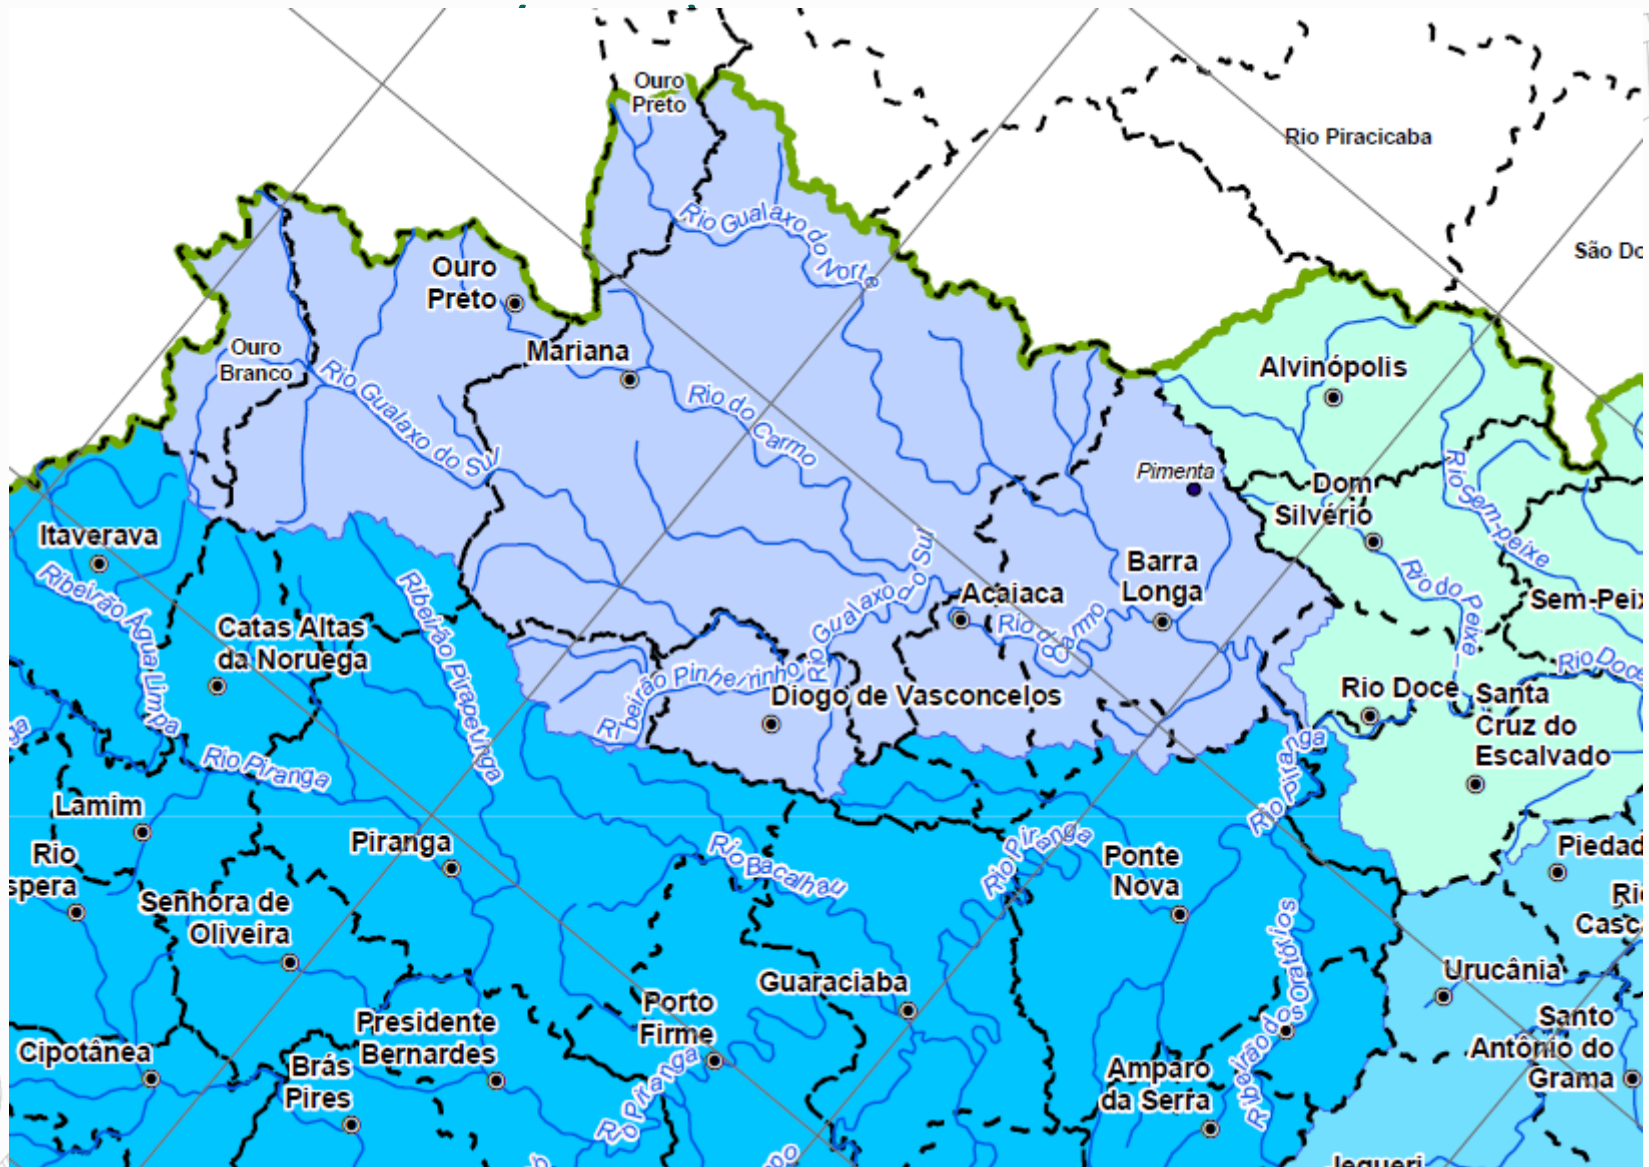 Ouro
Preto
Rio Piracicaba
Rio Gualaxo do Norte
São Do
Ouro
Preto
Ouro
Branco
Mariana
Alvinópolis
Rio Gualaxo do Sul
Rio do Carmo
Pimenta
Dom
Silvério
Rio Sem-peixe
Itaverava
Barra
Longa
Ribeirão Água Limpa
Ribeirão Pirapetinga
Rio Gualaxo do Sul
Acaiaca
Rio do Carmo
Rio do Peixe
Sem-Peix
Catas Altas
da Noruega
Rio Doce
Ribeirão Pinheirinho
Diogo de Vasconcelos
Rio Doce
Santa
Cruz do
Escalvado
ga
Rio Piranga
Rio Piranga
Lamim
Piranga
Rio Bacalhau
Rio Piranga
Ponte
Nova
Piedad
Rio
spera
Senhora de
Oliveira
Ribeirão dos Oratórios
Ri
Casc
Guaraciaba
Urucânia
Porto
Firme
Presidente
Bernardes
Santo
Antônio do
Grama
Cipotânea
Brás
Pires
Rio Piranga
Amparo
da Serra
Jequeri
po